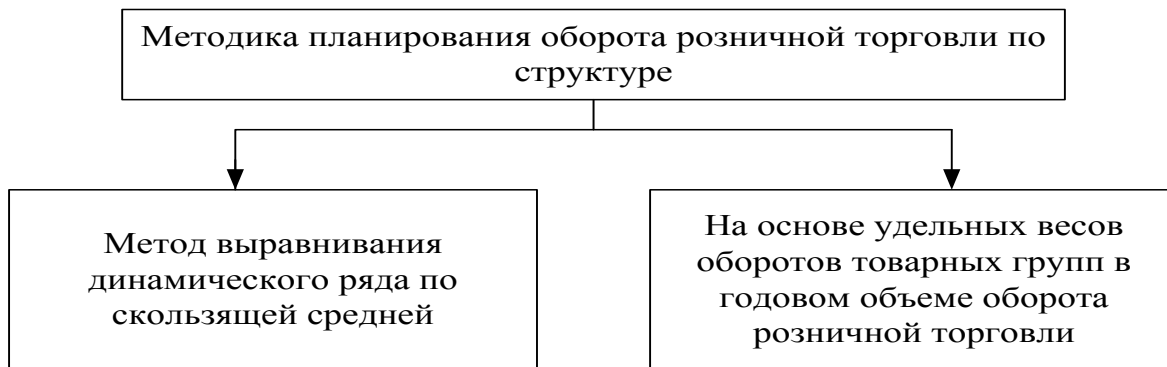 Методика планирования оборота розничной торговли по
структуре
Метод выравнивания
динамического ряда по
скользящей средней
На основе удельных весов
оборотов товарных групп в
годовом объеме оборота
розничной торговли